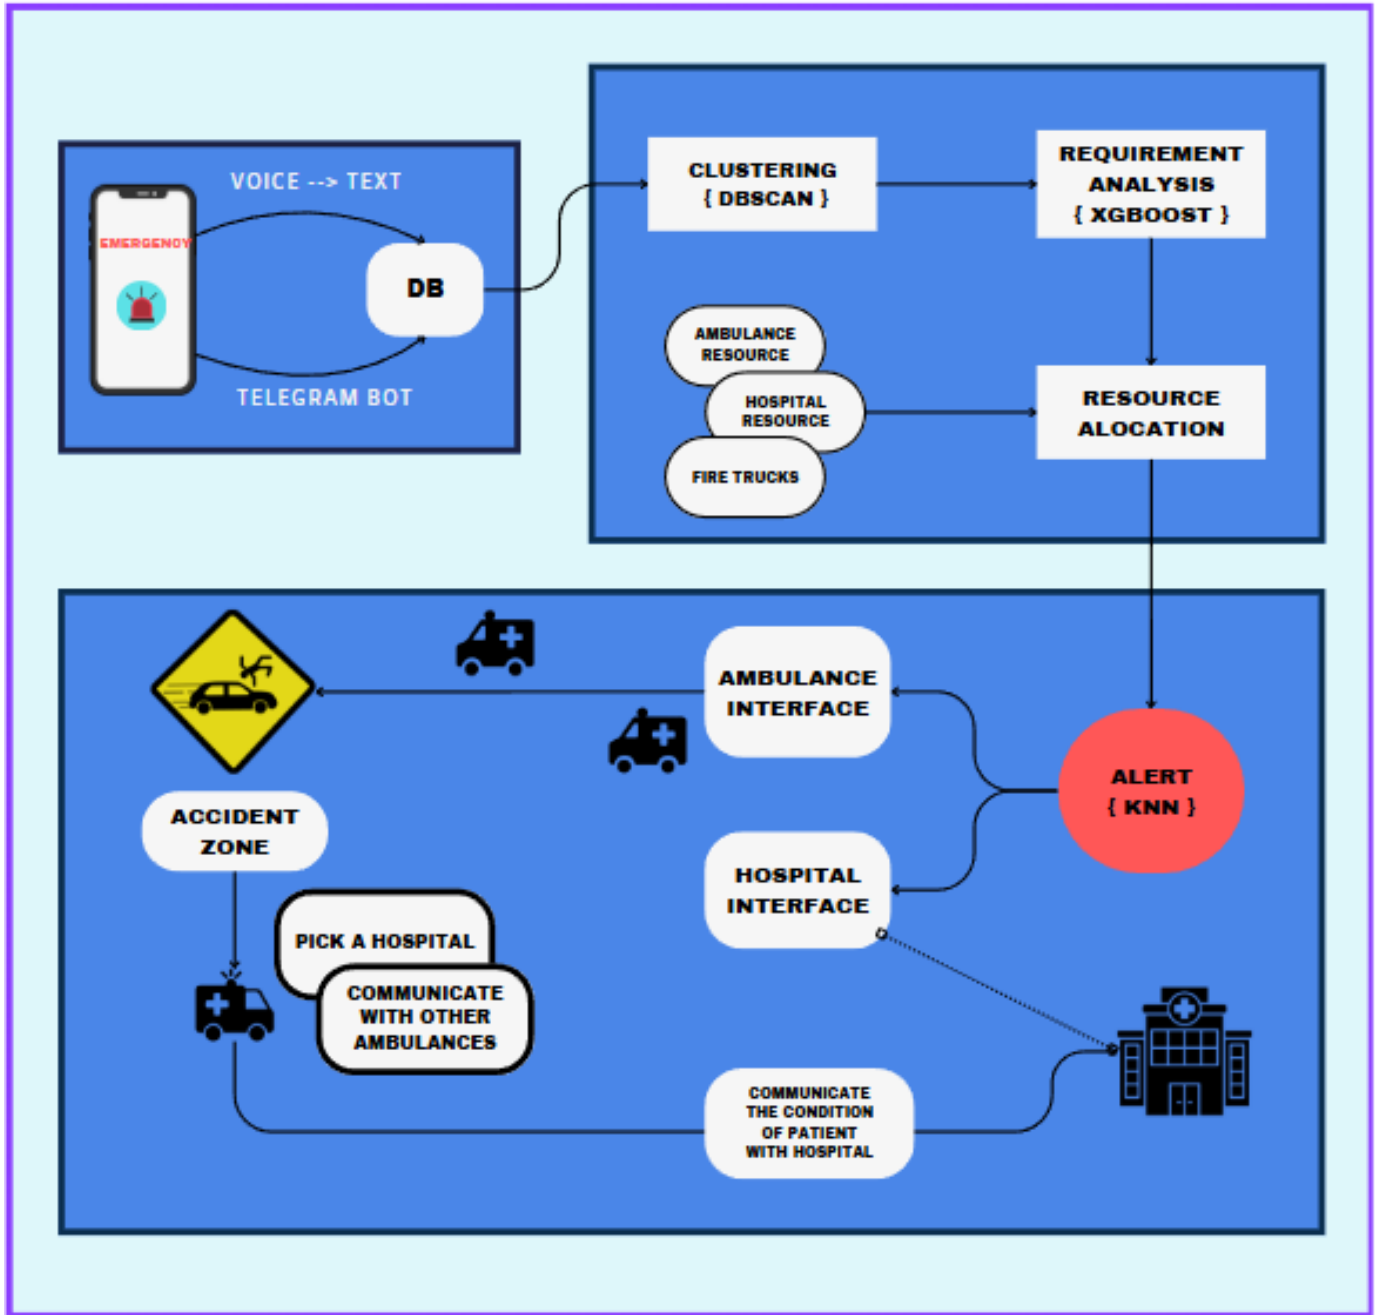 VOICE --> TEXT
EMERGENCY
DB
TELEGRAM BOT
CLUSTERING
{ DBSCAN }
REQUIREMENT
ANALYSIS
{ XGBOOST }
AMBULANCE
RESOURCE
HOSPITAL
RESOURCE
FIRE TRUCKS
RESOURCE
ALOCATION
AMBULANCE
INTERFACE
ALERT
{ KNN }
HOSPITAL
INTERFACE
ACCIDENT
ZONE
PICK A HOSPITAL
COMMUNICATE
WITH OTHER
AMBULANCES
COMMUNICATE
THE CONDITION
OF PATIENT
WITH HOSPITAL